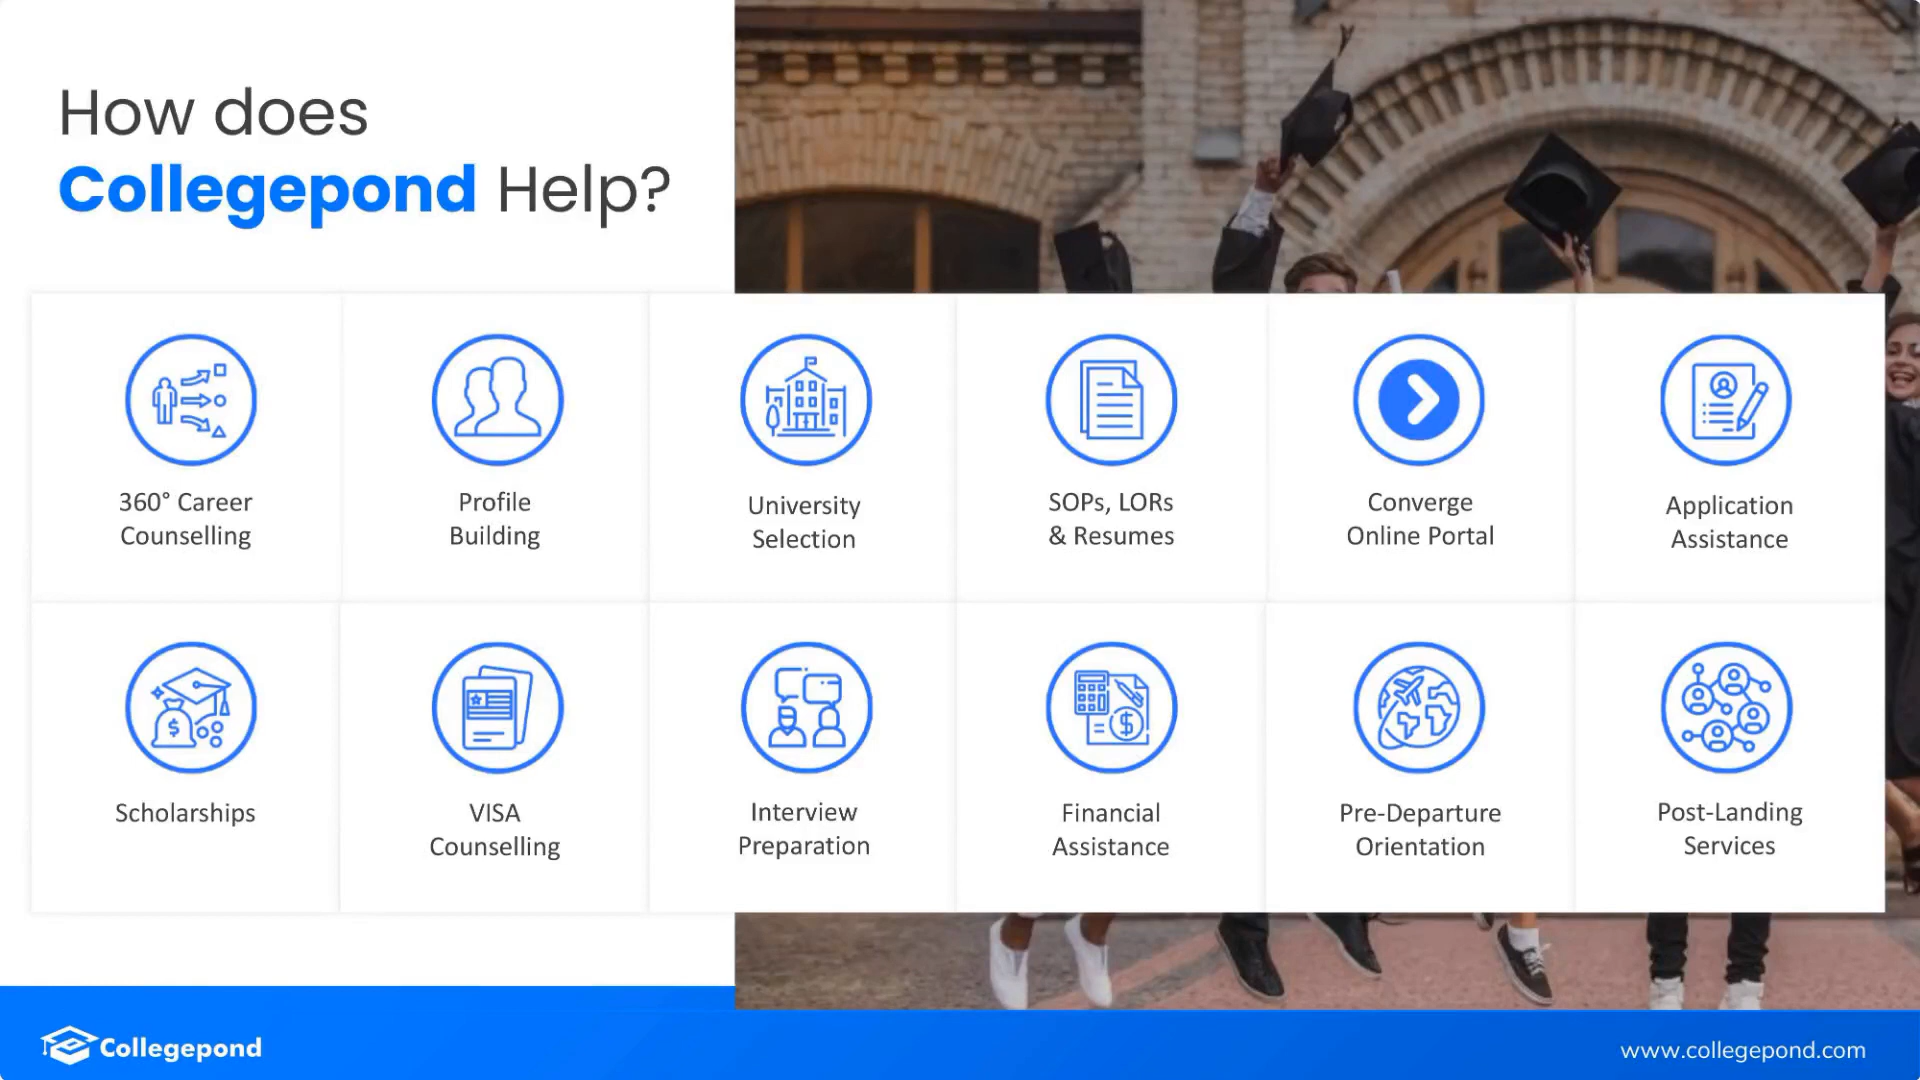 How does
Collegepond Help?
360° Career
Counselling
Profile
Building
University
Selection
SOPs, LORs
& Resumes
Converge
Online Portal
Application
Assistance
Scholarships
VISA
Counselling
Interview
Preparation
Financial
Assistance
Pre-Departure
Orientation
Post-Landing
Services
Collegepond
www.collegepond.com